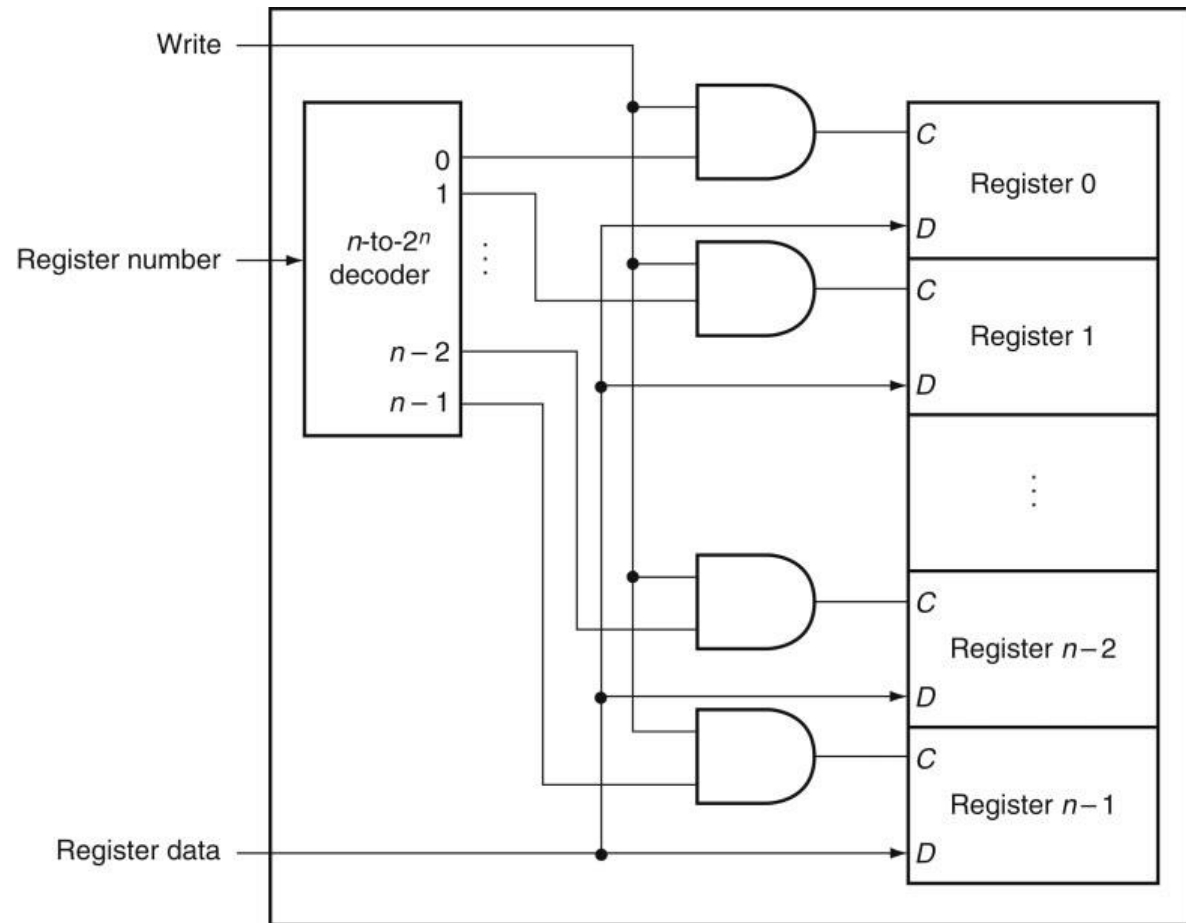 Write
C
0
Register 0
1
n-to-2ⁿ
decoder
⋮
D
Register number
C
Register 1
n – 2
D
n – 1
⋮
C
Register n – 2
D
C
Register n – 1
Register data
D